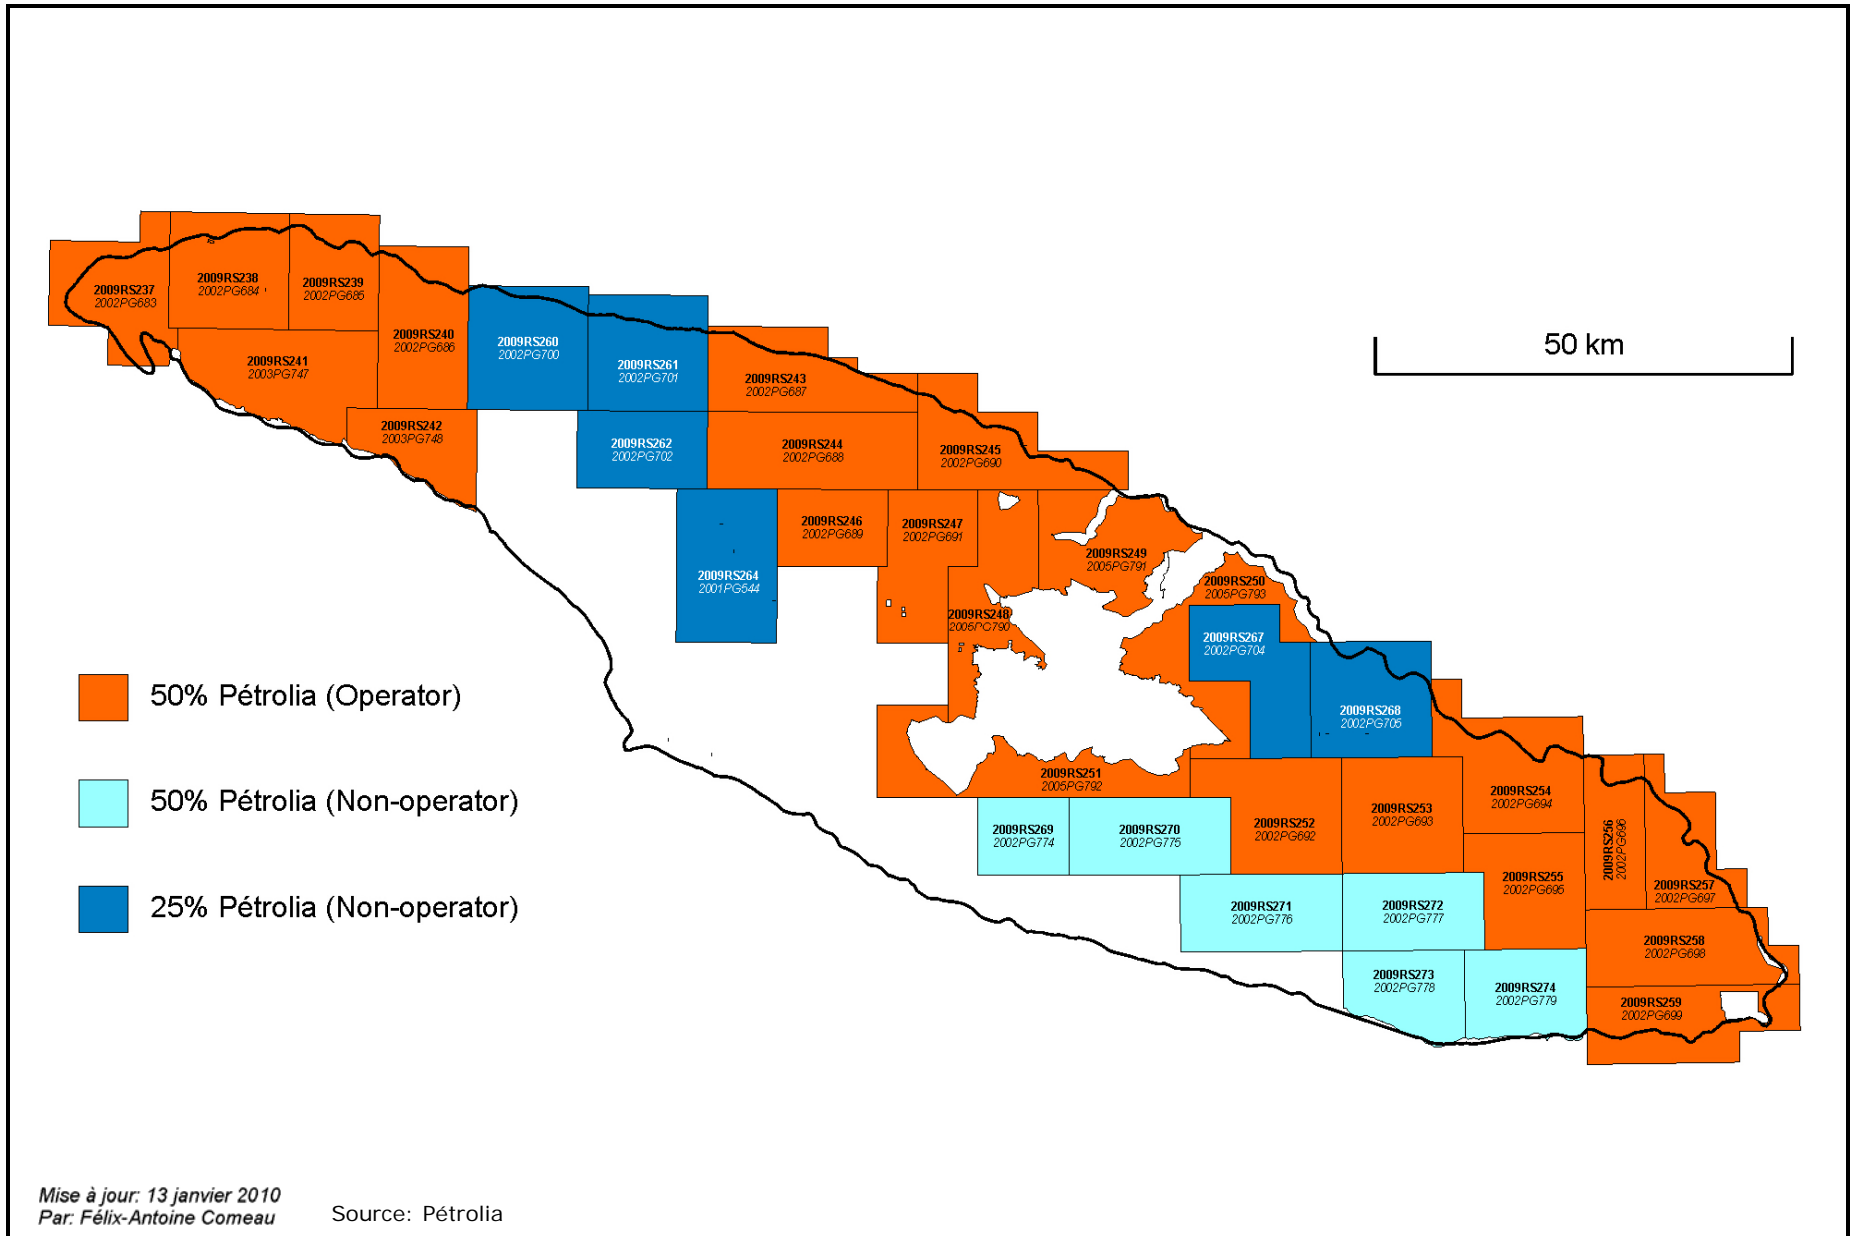 2009RS237
2002PG683
2009RS238
2002PG684
2009RS239
2002PG685
2009RS240
2002PG686
2009RS241
2003PG747
2009RS242
2003PG748
2009RS260
2002PG700
2009RS261
2002PG701
2009RS262
2002PG702
2009RS243
2002PG687
2009RS244
2002PG688
2009RS245
2002PG690
2009RS264
2001PG544
2009RS246
2002PG689
2009RS247
2002PG691
2009RS248
2005PG790
2009RS249
2005PG791
2009RS250
2005PG793
2009RS267
2002PG704
2009RS268
2002PG705
2009RS251
2005PG792
2009RS252
2002PG692
2009RS253
2002PG693
2009RS254
2002PG694
2009RS255
2002PG695
2009RS256
2002PG696
2009RS257
2002PG697
2009RS258
2002PG698
2009RS259
2002PG699
2009RS269
2002PG774
2009RS270
2002PG775
2009RS271
2002PG776
2009RS272
2002PG777
2009RS273
2002PG778
2009RS274
2002PG779
50 km
50% Pétrolia (Operator)
50% Pétrolia (Non-operator)
25% Pétrolia (Non-operator)
Mise à jour: 13 janvier 2010
Par: Félix-Antoine Comeau
Source: Pétrolia